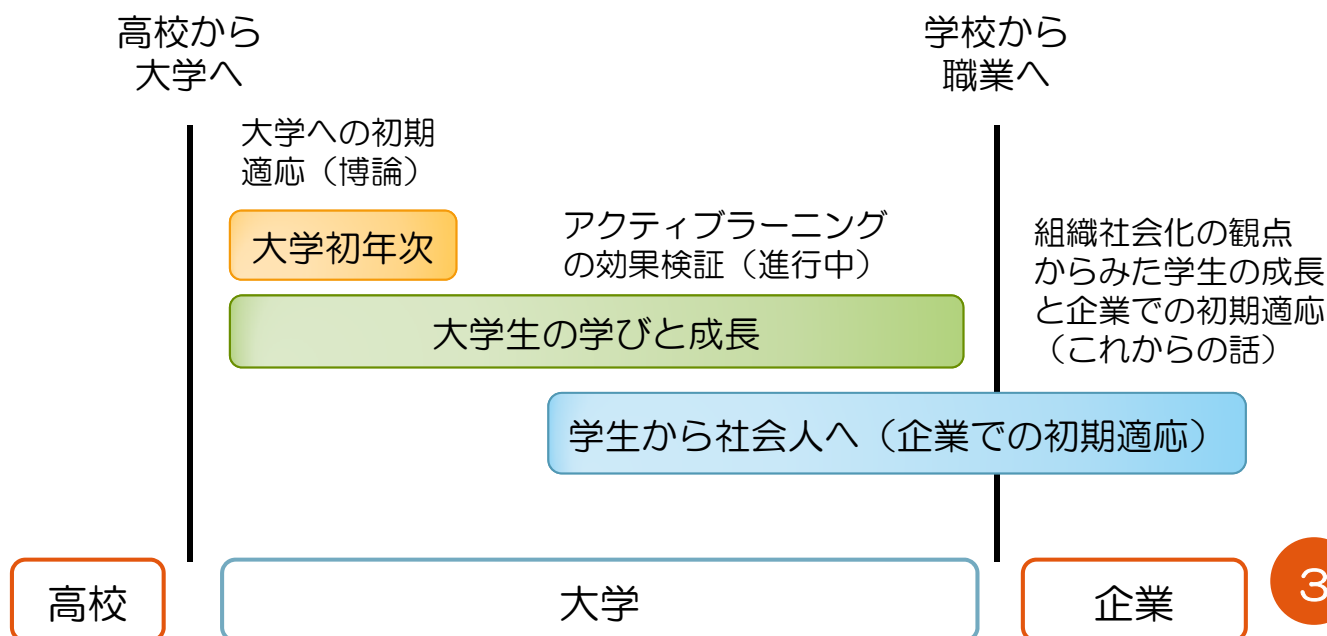 高校から
大学へ
学校から
職業へ
大学への初期
適応（博論）
大学初年次
アクティブラーニング
の効果検証（進行中）
組織社会化の観点
からみた学生の成長
と企業での初期適応
（これからの話）
大学生の学びと成長
学生から社会人へ（企業での初期適応）
高校
大学
企業
3